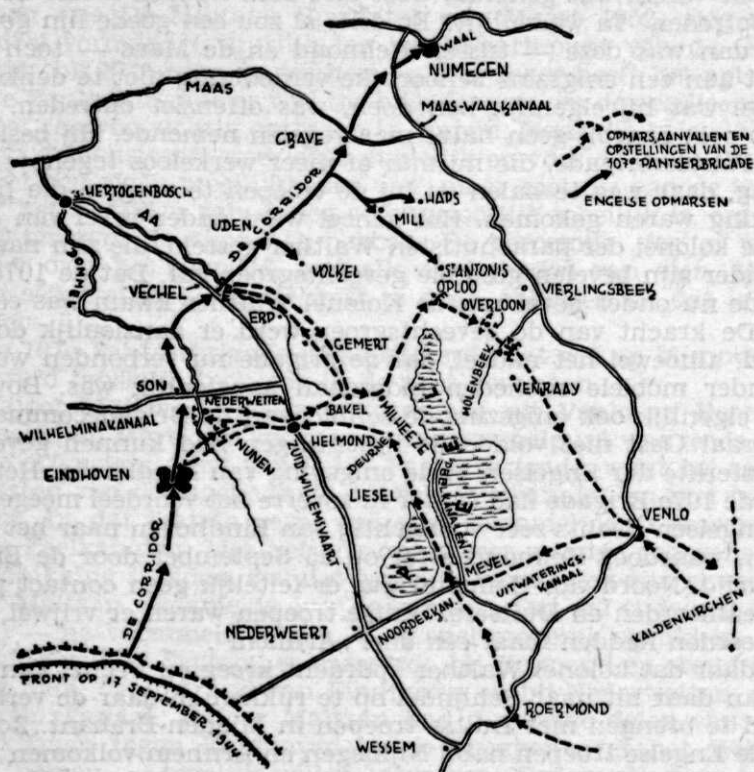 WAAL
NIJMEGEN
MAAS
MAAS-WAALKANAAL
GRAVE
OPMARSAANVALLEN EN
OPSTELLINGEN VAN DE
107e PANTSERBRIGADE
ENGELSE OPMARSEN
'S HERTOGENBOSCH
AA
DE CORRIDOR
HAPS
MILL
UDEN
VOLKEL
DOMMEL
VECHEL
ERP
GEMERT
ST ANTONIS
OPLOO
OVERLOON
VIERLINGSBEEK
SON
NEDERWETTEN
BAKEL
MILHEEZE
MOLENBEEK
VENRAAY
WILHELMINAKANAAL
NUNEN
HELMOND
DEURNE
EINDHOVEN
ZUID-WILLEMSVAART
LIESEL
PEEL
VENLO
MEYEL
UITWATERINGS
KANAAL
DE CORRIDOR
NOORDERKAN.
KALDENKIRCHEN
NEDERWEERT
FRONT OP 17 SEPTEMBER 1944
ROERMOND
WESSEM